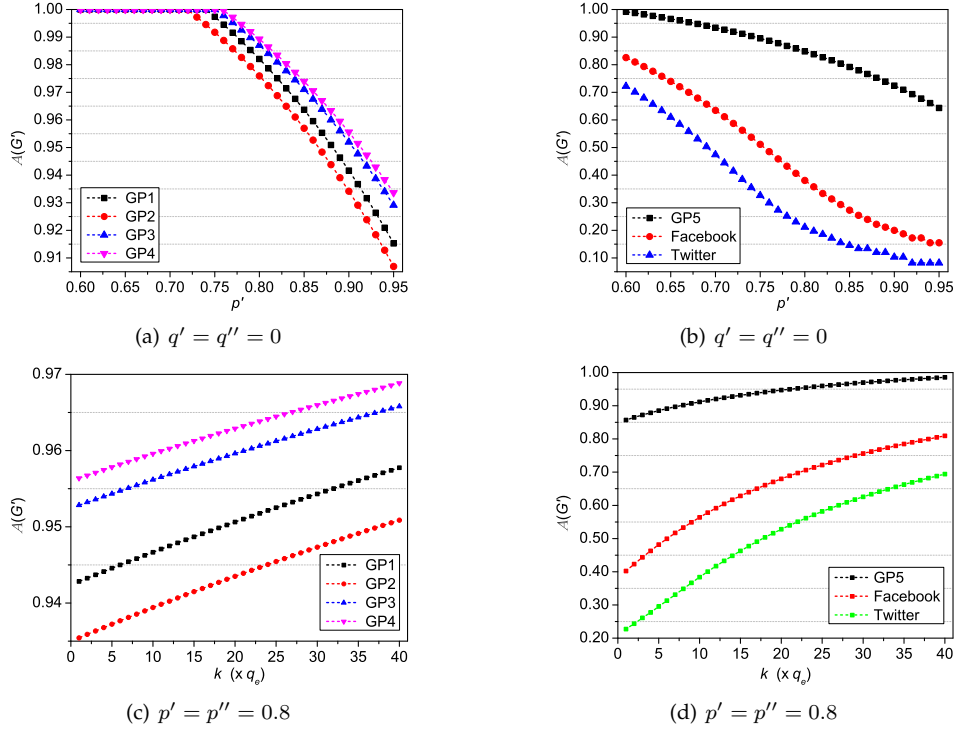 1.00
0.99
0.98
0.97
0.96
0.95
0.94
0.93
0.92
0.91
A(G')
GP1
GP2
GP3
GP4
0.60 0.65 0.70 0.75 0.80 0.85 0.90 0.95
p'
(a) q′ = q′′ = 0
1.00
0.90
0.80
0.70
0.60
0.50
0.40
0.30
0.20
0.10
A(G')
GP5
Facebook
Twitter
0.60 0.65 0.70 0.75 0.80 0.85 0.90 0.95
p'
(b) q′ = q′′ = 0
0.97
0.96
0.95
0.94
A(G')
GP1
GP2
GP3
GP4
0 5 10 15 20 25 30 35 40
k (x qe)
(c) p′ = p′′ = 0.8
1.00
0.90
0.80
0.70
0.60
0.50
0.40
0.30
0.20
A(G')
GP5
Facebook
Twitter
0 5 10 15 20 25 30 35 40
k (x qe)
(d) p′ = p′′ = 0.8